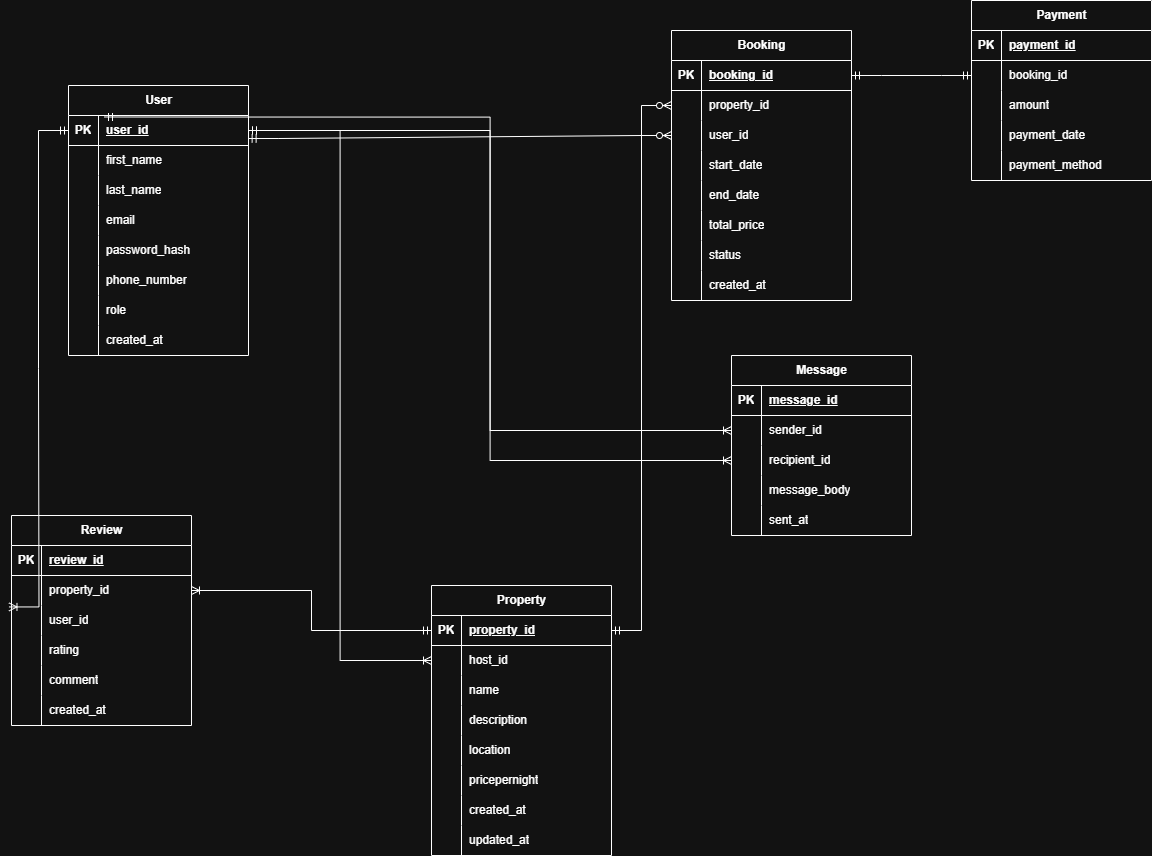 User
PK user_id
first_name
last_name
email
password_hash
phone_number
role
created_at
Booking
PK booking_id
property_id
user_id
start_date
end_date
total_price
status
created_at
Payment
PK payment_id
booking_id
amount
payment_date
payment_method
Message
PK message_id
sender_id
recipient_id
message_body
sent_at
Review
PK review_id
property_id
user_id
rating
comment
created_at
Property
PK property_id
host_id
name
description
location
pricepernight
created_at
updated_at